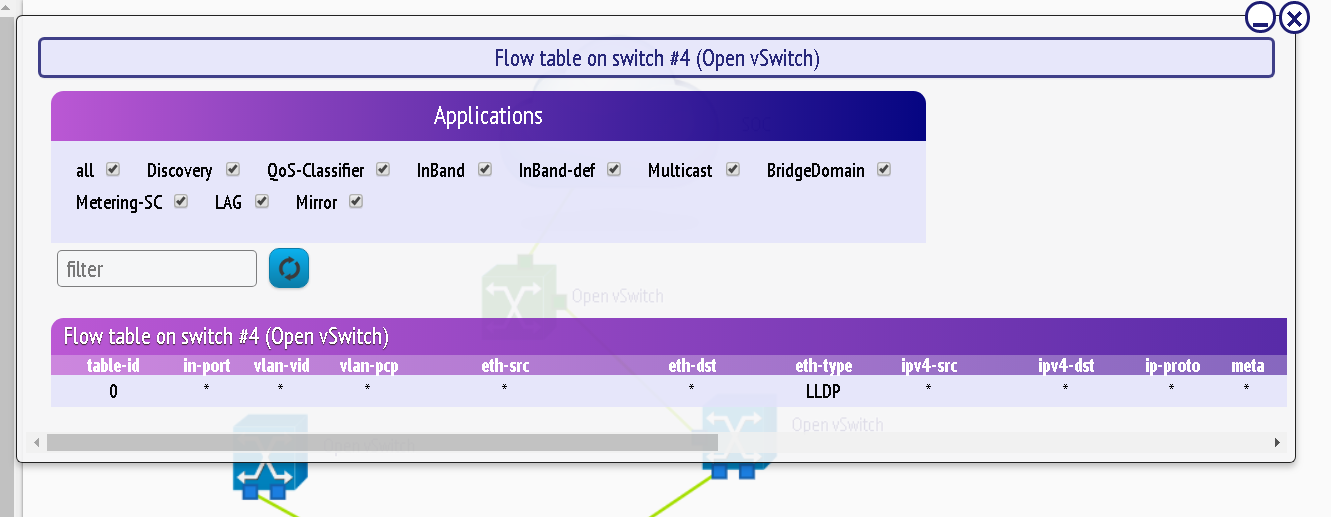 Flow table on switch #4 (Open vSwitch)
Applications
all Discovery QoS-Classifier InBand InBand-def Multicast BridgeDomain
Metering-SC LAG Mirror
filter
Open vSwitch
Flow table on switch #4 (Open vSwitch)
table-id in-port vlan-vid vlan-pcp eth-src eth-dst eth-type ipv4-src ipv4-dst ip-proto meta
0 * * * * * LLDP * * * *
Open vSwitch
Open vSwitch